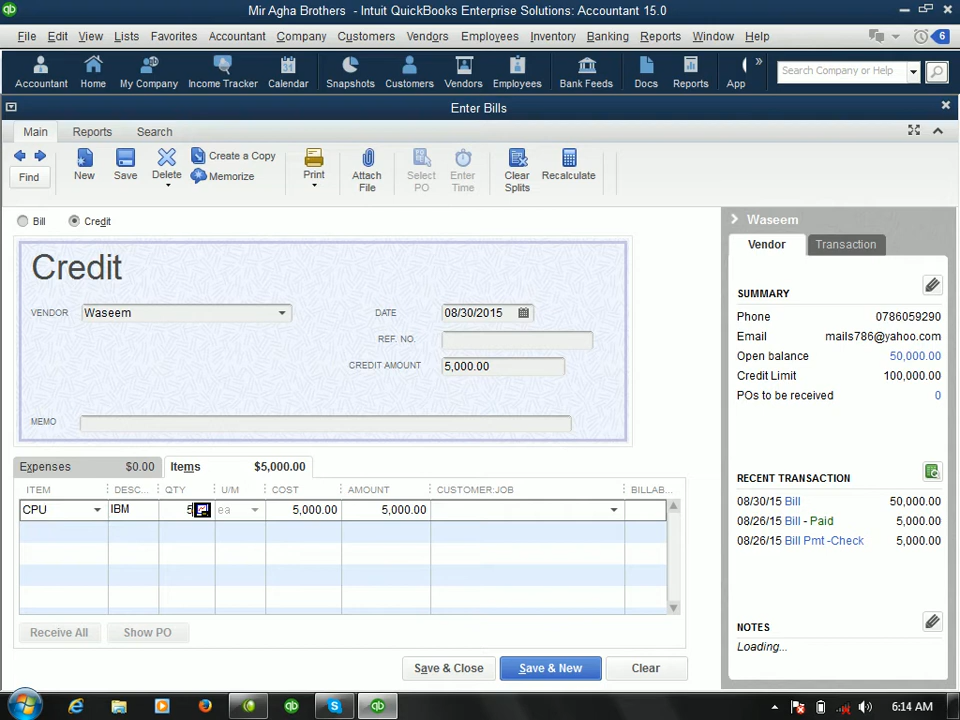 Mir Agha Brothers - Intuit QuickBooks Enterprise Solutions: Accountant 15.0
File Edit View Lists Favorites Accountant Company Customers Vendors Employees Inventory Banking Reports Window Help 6
Accountant Home My Company Income Tracker Calendar Snapshots Customers Vendors Employees Bank Feeds Docs Reports App » Search Company or Help
Enter Bills
Main Reports Search
Find New Save Delete Create a Copy Memorize Print Attach File Select PO Enter Time Clear Splits Recalculate
Bill Credit
Credit
VENDOR Waseem
DATE 08/30/2015
REF. NO.
CREDIT AMOUNT 5,000.00
MEMO
Expenses $0.00 Items $5,000.00
ITEM DESC... QTY U/M COST AMOUNT CUSTOMER:JOB BILLAB...
CPU IBM 5 ea 5,000.00 5,000.00
Receive All Show PO
Save & Close Save & New Clear
Waseem
Vendor Transaction
SUMMARY
Phone 0786059290
Email mails786@yahoo.com
Open balance 50,000.00
Credit Limit 100,000.00
POs to be received 0
RECENT TRANSACTION
08/30/15 Bill 50,000.00
08/26/15 Bill - Paid 5,000.00
08/26/15 Bill Pmt -Check 5,000.00
NOTES
Loading...
6:14 AM